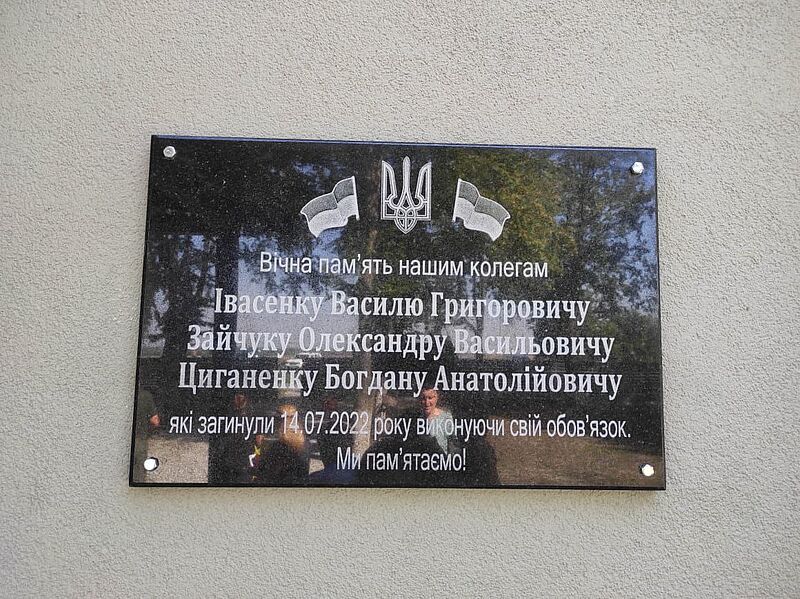 Вічна пам'ять нашим колегам
Івасенку Василю Григоровичу
Зайчуку Олександру Васильовичу
Циганенку Богдану Анатолійовичу
які загинули 14.07.2022 року виконуючи свій обов'язок.
Ми пам'ятаємо!